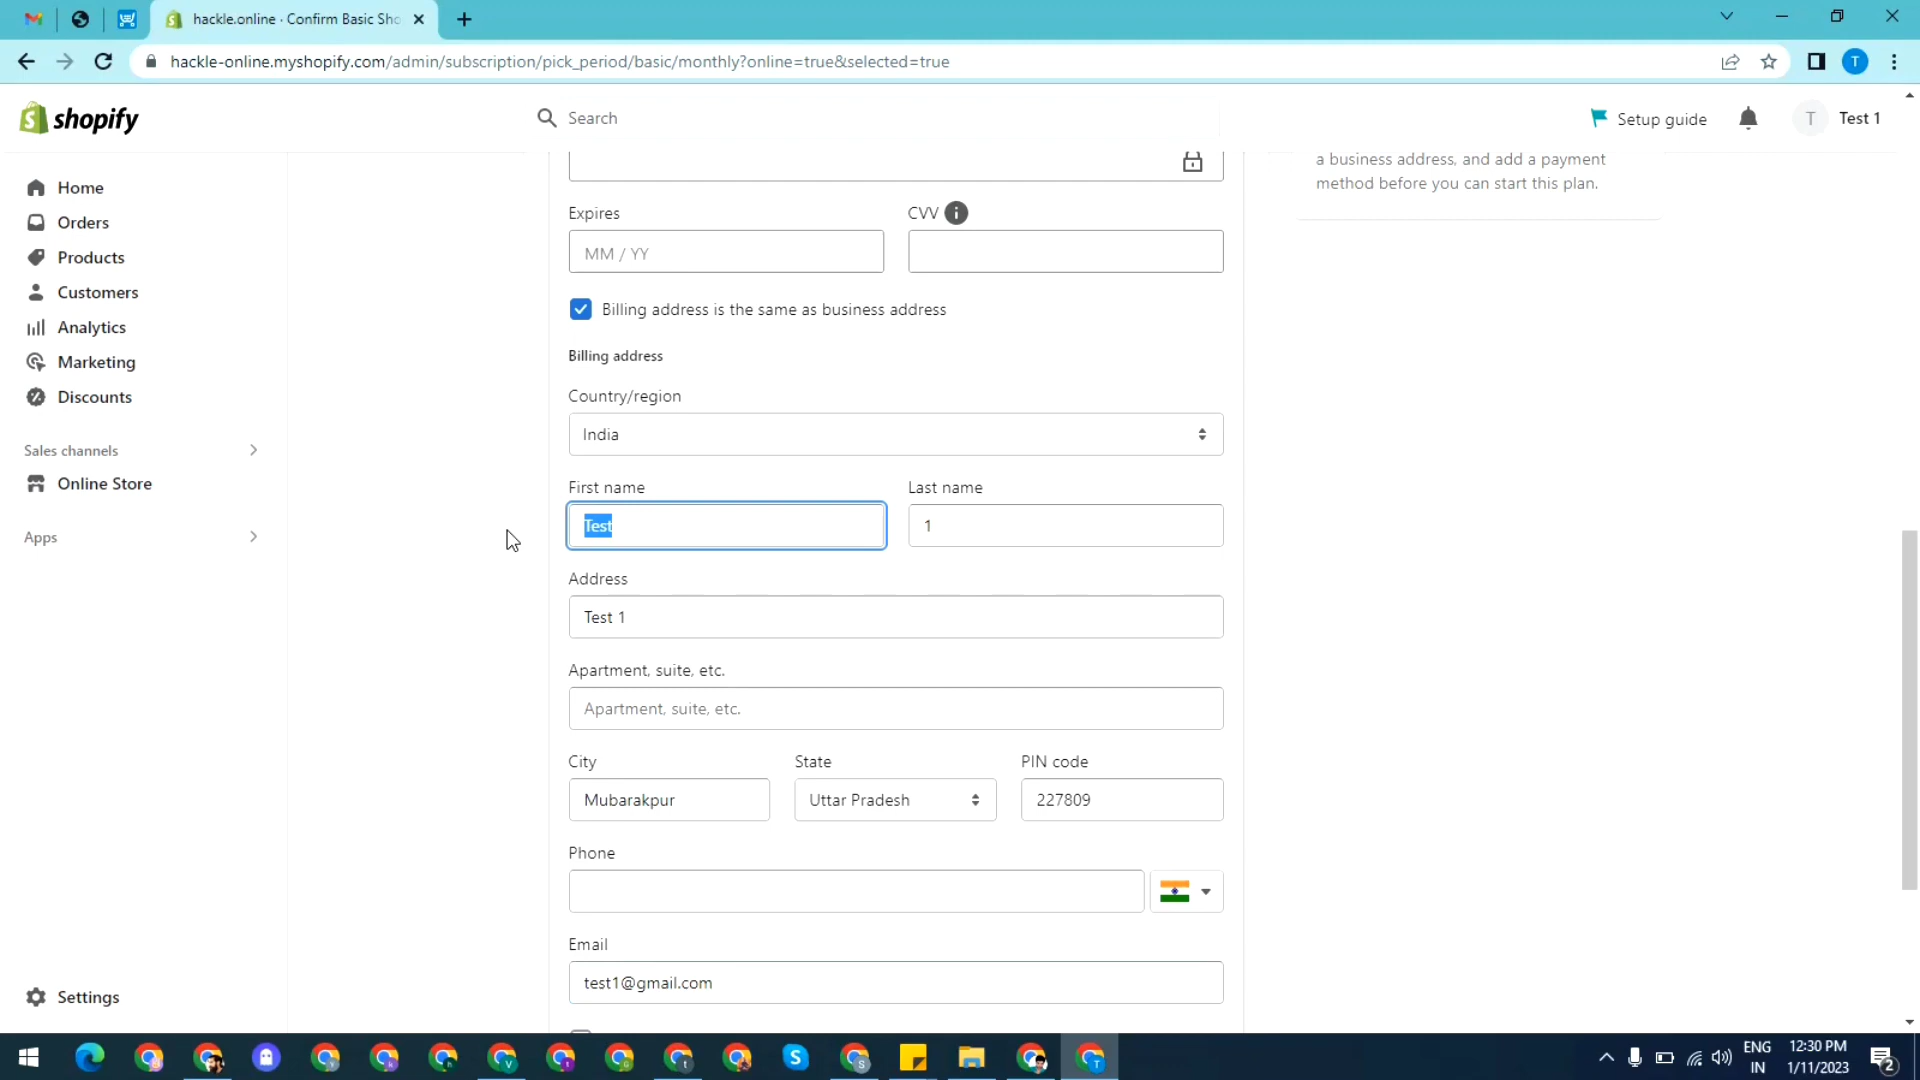 hackle.online · Confirm Basic Sho
hackle-online.myshopify.com/admin/subscription/pick_period/basic/monthly?online=true&selected=true
T
shopify
Search
Setup guide
T
Test 1
Home
Orders
Products
Customers
Analytics
Marketing
Discounts
Sales channels
Online Store
Apps
Settings
a business address, and add a payment
method before you can start this plan.
Expires
CVV
MM / YY
Billing address is the same as business address
Billing address
Country/region
India
First name
Last name
Test
1
Address
Test 1
Apartment, suite, etc.
Apartment, suite, etc.
City
State
PIN code
Mubarakpur
Uttar Pradesh
227809
Phone
Email
test1@gmail.com
ENG
IN
12:30 PM
1/11/2023
2